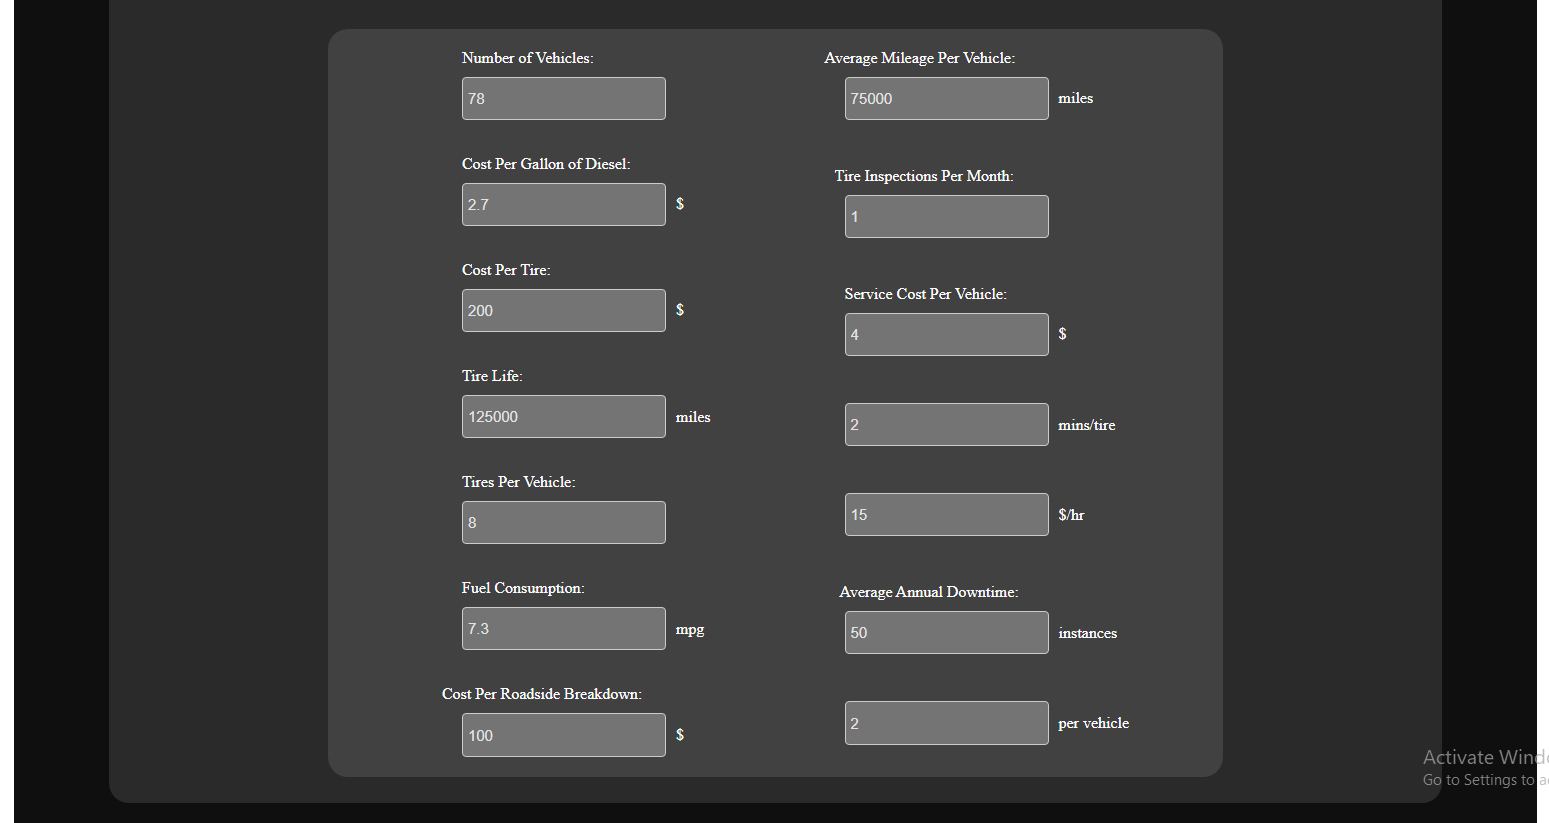 Number of Vehicles:
78
Cost Per Gallon of Diesel:
2.7 $
Cost Per Tire:
200 $
Tire Life:
125000 miles
Tires Per Vehicle:
8
Fuel Consumption:
7.3 mpg
Cost Per Roadside Breakdown:
100 $
Average Mileage Per Vehicle:
75000 miles
Tire Inspections Per Month:
1
Service Cost Per Vehicle:
4 $
2 mins/tire
15 $/hr
Average Annual Downtime:
50 instances
2 per vehicle
Activate Windo
Go to Settings to a